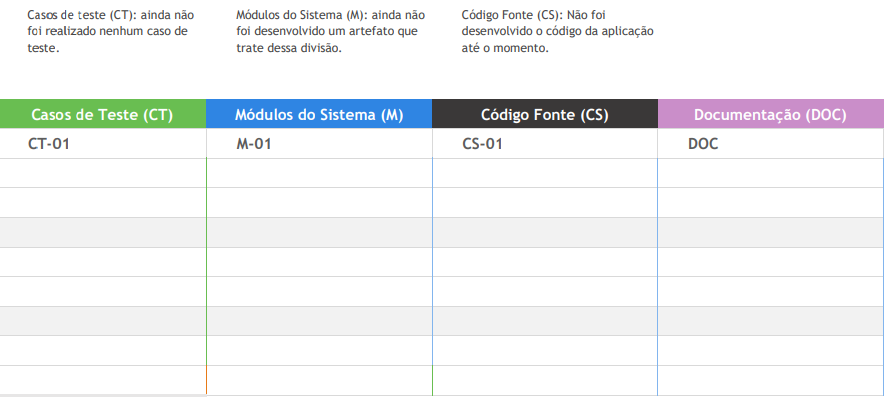 Casos de teste (CT): ainda não
foi realizado nenhum caso de
teste.
Módulos do Sistema (M): ainda não
foi desenvolvido um artefato que
trate dessa divisão.
Código Fonte (CS): Não foi
desenvolvido o código da aplicação
até o momento.
Casos de Teste (CT)
Módulos do Sistema (M)
Código Fonte (CS)
Documentação (DOC)
CT-01
M-01
CS-01
DOC